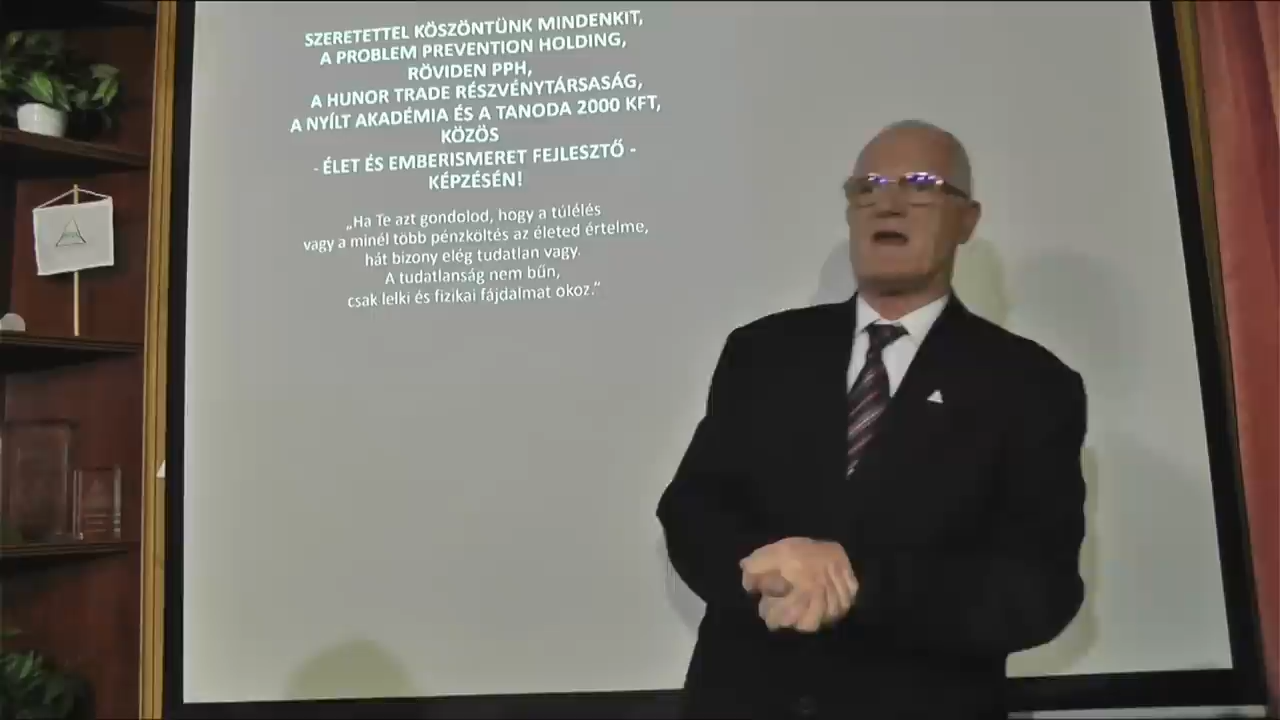 SZERETETTEL KÖSZÖNTÜNK MINDENKIT,
A PROBLEM PREVENTION HOLDING,
RÖVIDEN PPH,
A HUNOR TRADE RÉSZVÉNYTÁRSASÁG,
A NYÍLT AKADÉMIA ÉS A TANODA 2000 KFT,
KÖZÖS
- ÉLET ÉS EMBERISMERET FEJLESZTŐ -
KÉPZÉSÉN!
„Ha Te azt gondolod, hogy a túlélés
vagy a minél több pénzköltés az életed értelme,
hát bizony elég tudatlan vagy.
A tudatlanság nem bűn,
csak lelki és fizikai fájdalmat okoz.”